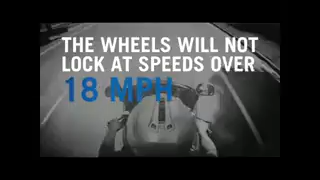 THE WHEELS WILL NOT
LOCK AT SPEEDS OVER
18 MPH